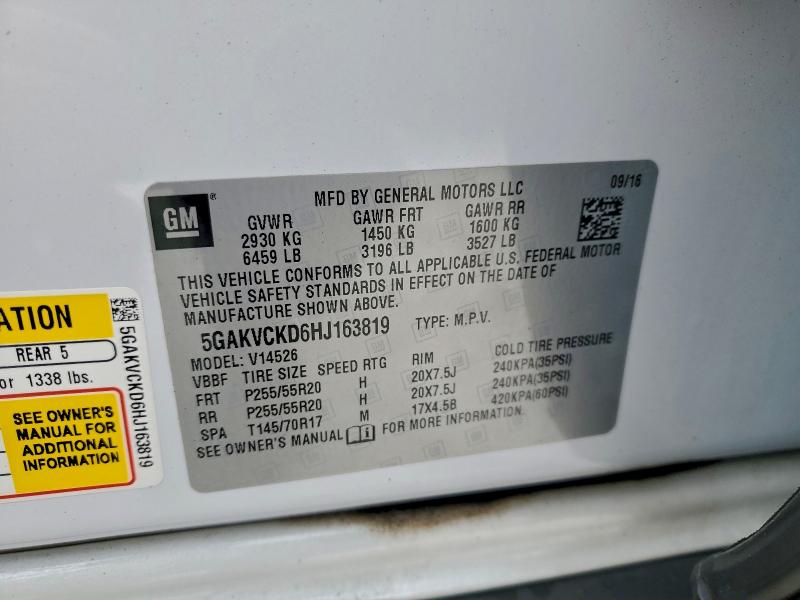 GM ®
MFD BY GENERAL MOTORS LLC
09/16
GVWR GAWR FRT GAWR RR
2930 KG 1450 KG 1600 KG
6459 LB 3196 LB 3527 LB
THIS VEHICLE CONFORMS TO ALL APPLICABLE U.S. FEDERAL MOTOR
VEHICLE SAFETY STANDARDS IN EFFECT ON THE DATE OF
MANUFACTURE SHOWN ABOVE.
5GAKVCKD6HJ163819 TYPE: M.P.V.
MODEL: V14526
VBBF TIRE SIZE SPEED RTG RIM COLD TIRE PRESSURE
FRT P255/55R20 H 20X7.5J 240KPA(35PSI)
RR P255/55R20 H 20X7.5J 240KPA(35PSI)
SPA T145/70R17 M 17X4.5B 420KPA(60PSI)
SEE OWNER'S MANUAL FOR MORE INFORMATION.
ATION
REAR 5
or 1338 lbs.
SEE OWNER'S
MANUAL FOR
ADDITIONAL
INFORMATION
5GAKVCKD6HJ163819